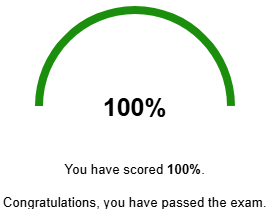 100%
You have scored 100%.
Congratulations, you have passed the exam.